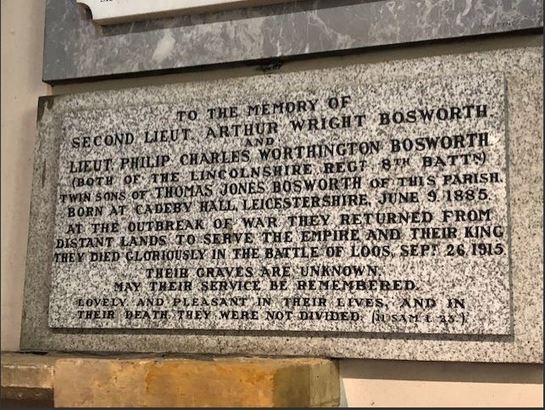 TO THE MEMORY OF
SECOND LIEUT. ARTHUR WRIGHT BOSWORTH.
AND
LIEUT. PHILIP CHARLES WORTHINGTON BOSWORTH
(BOTH OF THE LINCOLNSHIRE REGT 8TH BATTN)
TWIN SONS OF THOMAS JONES BOSWORTH OF THIS PARISH.
BORN AT CADEBY HALL, LEICESTERSHIRE, JUNE 9. 1885.
AT THE OUTBREAK OF WAR THEY RETURNED FROM
DISTANT LANDS TO SERVE THE EMPIRE AND THEIR KING
THEY DIED GLORIOUSLY IN THE BATTLE OF LOOS, SEPT. 26, 1915
THEIR GRAVES ARE UNKNOWN.
MAY THEIR SERVICE BE REMEMBERED.
LOVELY AND PLEASANT IN THEIR LIVES, AND IN
THEIR DEATH THEY WERE NOT DIVIDED. (II SAM. I. 23.)